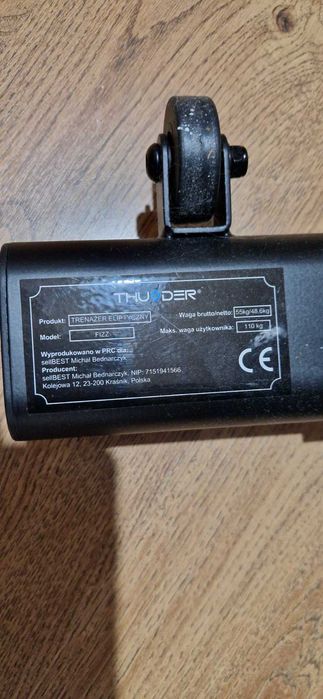 THUNDER®
Produkt: TRENAŻER ELIPTYCZNY Waga brutto/netto: 55kg/48.6kg
Model: FIZZ Maks. waga użytkownika: 110 kg
Wyprodukowano w PRC dla:
sellBEST Michał Bednarczyk
Producent:
sellBEST Michał Bednarczyk, NIP: 7151941566
Kolejowa 12, 23-200 Kraśnik, Polska
CE